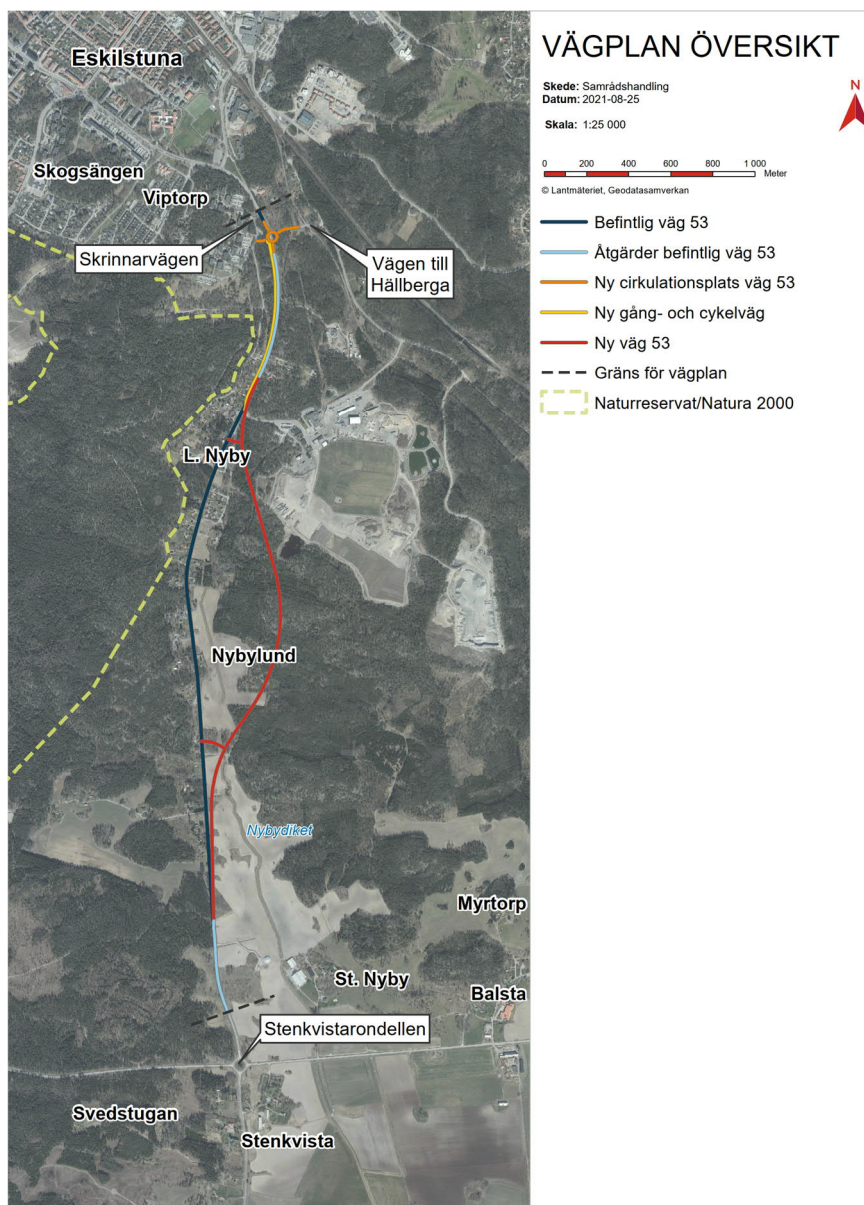 VÄGPLAN ÖVERSIKT
Skede: Samrådshandling
Datum: 2021-08-25
Skala: 1:25 000
N
0 200 400 600 800 1 000
Meter
© Lantmäteriet, Geodatasamverkan
Befintlig väg 53
Åtgärder befintlig väg 53
Ny cirkulationsplats väg 53
Ny gång- och cykelväg
Ny väg 53
Gräns för vägplan
Naturreservat/Natura 2000
Eskilstuna
Skogsängen
Viptorp
Skrinnarvägen
Vägen till
Hällberga
L. Nyby
Nybylund
Nybydiket
Myrtorp
St. Nyby
Balsta
Stenkvistarondellen
Svedstugan
Stenkvista